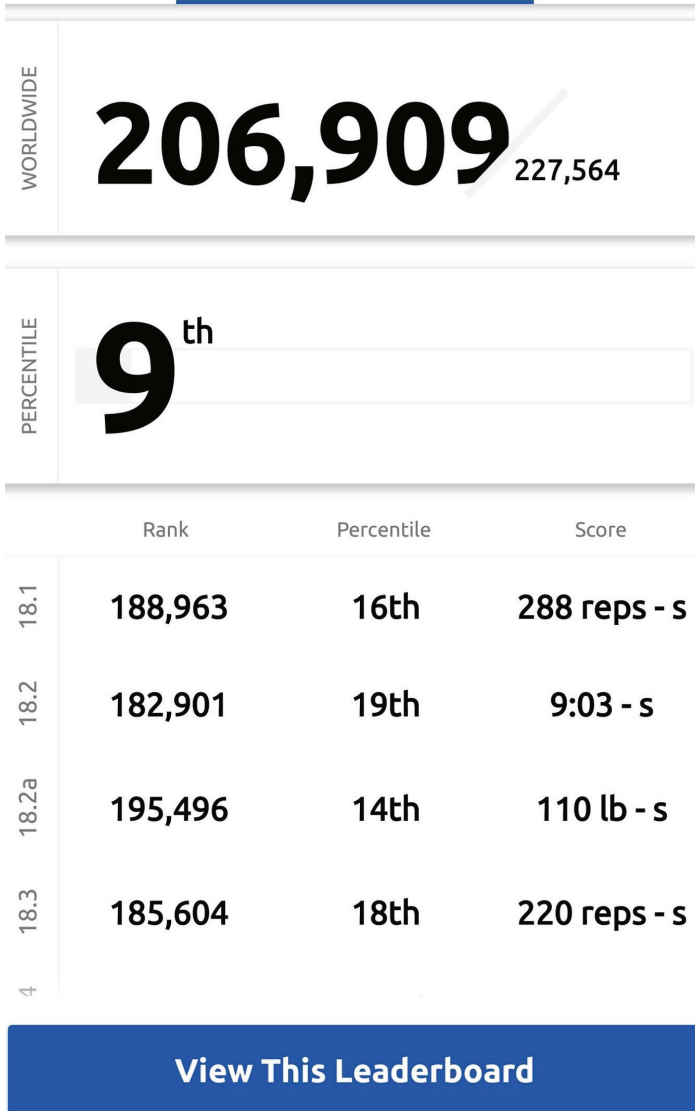 WORLDWIDE
206,909
227,564
PERCENTILE
9th
Rank Percentile Score
18.1 188,963 16th 288 reps - s
18.2 182,901 19th 9:03 - s
18.2a 195,496 14th 110 lb - s
18.3 185,604 18th 220 reps - s
4
View This Leaderboard